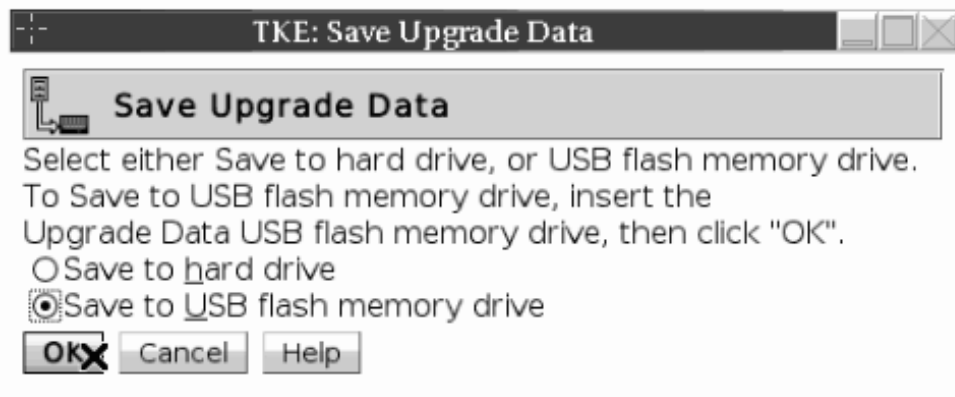 TKE: Save Upgrade Data
Save Upgrade Data
Select either Save to hard drive, or USB flash memory drive.
To Save to USB flash memory drive, insert the
Upgrade Data USB flash memory drive, then click "OK".
Save to hard drive
Save to USB flash memory drive
OK Cancel Help